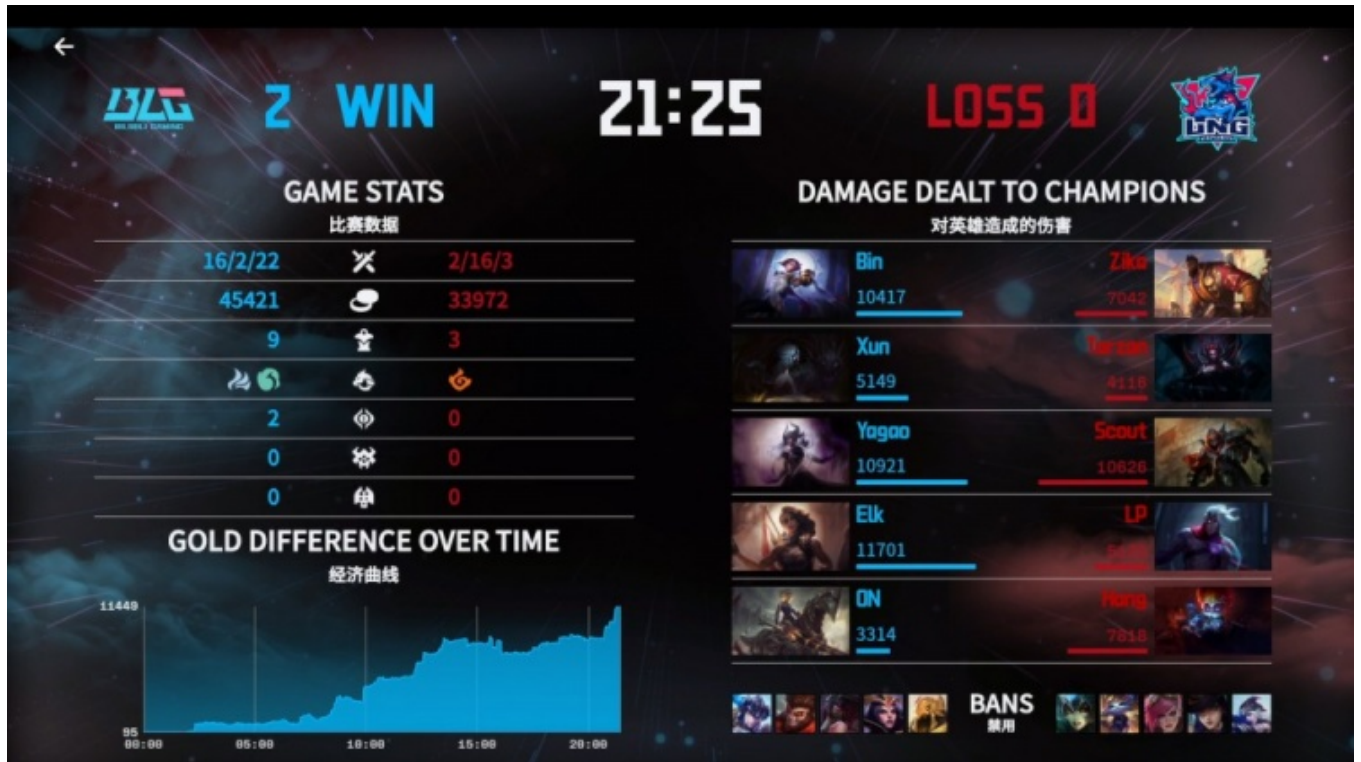 BLG
BILIBILI GAMING
2 WIN
21:25
LOSS 0
LNG
GAME STATS
比赛数据
16/2/22 2/16/3
45421 33972
9 3
2 0
0 0
0 0
GOLD DIFFERENCE OVER TIME
经济曲线
11449
95
00:00 05:00 10:00 15:00 20:00
DAMAGE DEALT TO CHAMPIONS
对英雄造成的伤害
Bin Zika
10417 7042
Xun Tarzan
5149 4116
Yagao Scout
10921 10626
Elk LP
11701
ON Hang
3314 7818
BANS
禁用